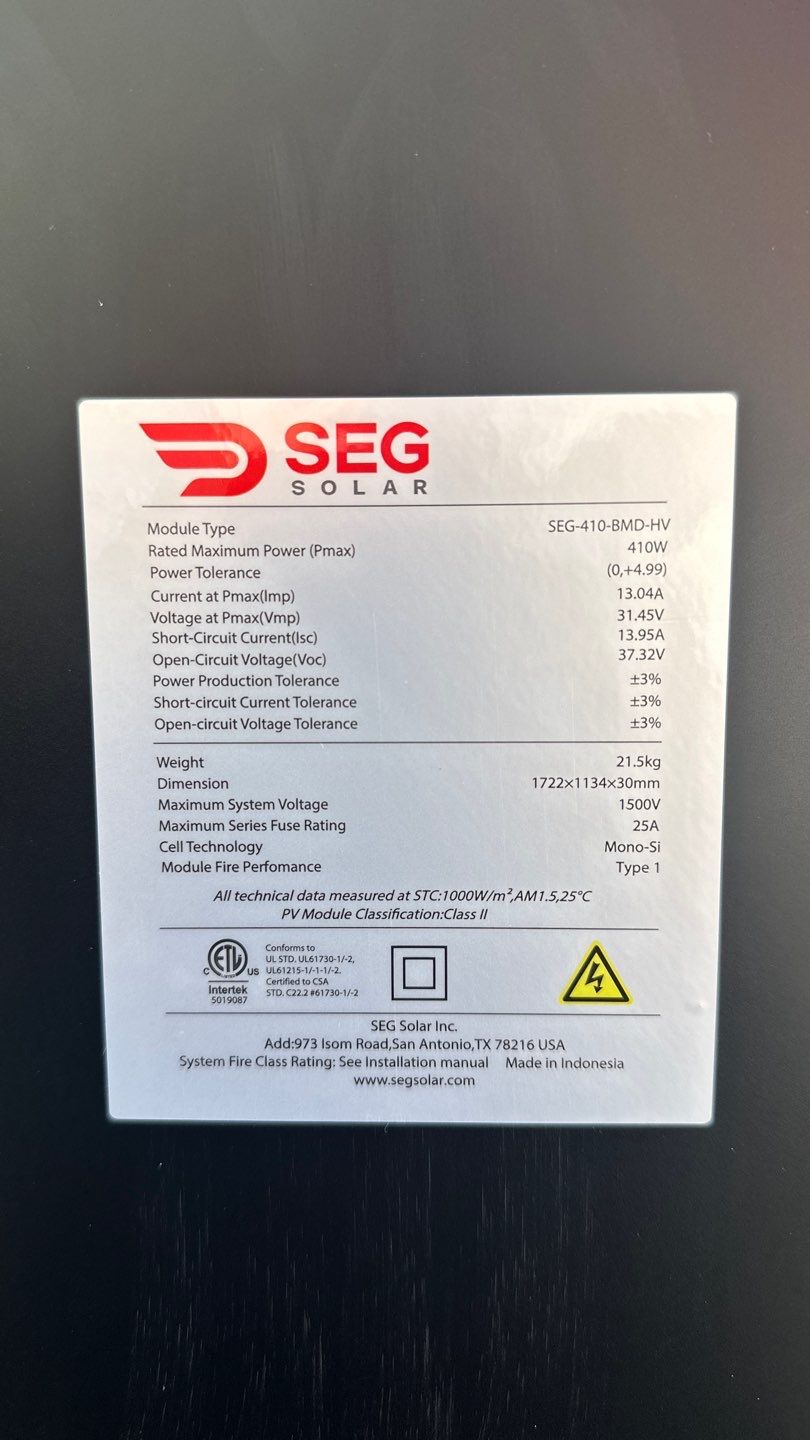 SEG
SOLAR
Module Type SEG-410-BMD-HV
Rated Maximum Power (Pmax) 410W
Power Tolerance (0,+4.99)
Current at Pmax(Imp) 13.04A
Voltage at Pmax(Vmp) 31.45V
Short-Circuit Current(Isc) 13.95A
Open-Circuit Voltage(Voc) 37.32V
Power Production Tolerance ±3%
Short-circuit Current Tolerance ±3%
Open-circuit Voltage Tolerance ±3%
Weight 21.5kg
Dimension 1722×1134×30mm
Maximum System Voltage 1500V
Maximum Series Fuse Rating 25A
Cell Technology Mono-Si
Module Fire Perfomance Type 1
All technical data measured at STC:1000W/m²,AM1.5,25°C
PV Module Classification:Class II
ETL
C US
Intertek
5019087
Conforms to
UL STD. UL61730-1/-2,
UL61215-1/-1-1/-2.
Certified to CSA
STD. C22.2 #61730-1/-2
SEG Solar Inc.
Add:973 Isom Road,San Antonio,TX 78216 USA
System Fire Class Rating: See Installation manual Made in Indonesia
www.segsolar.com